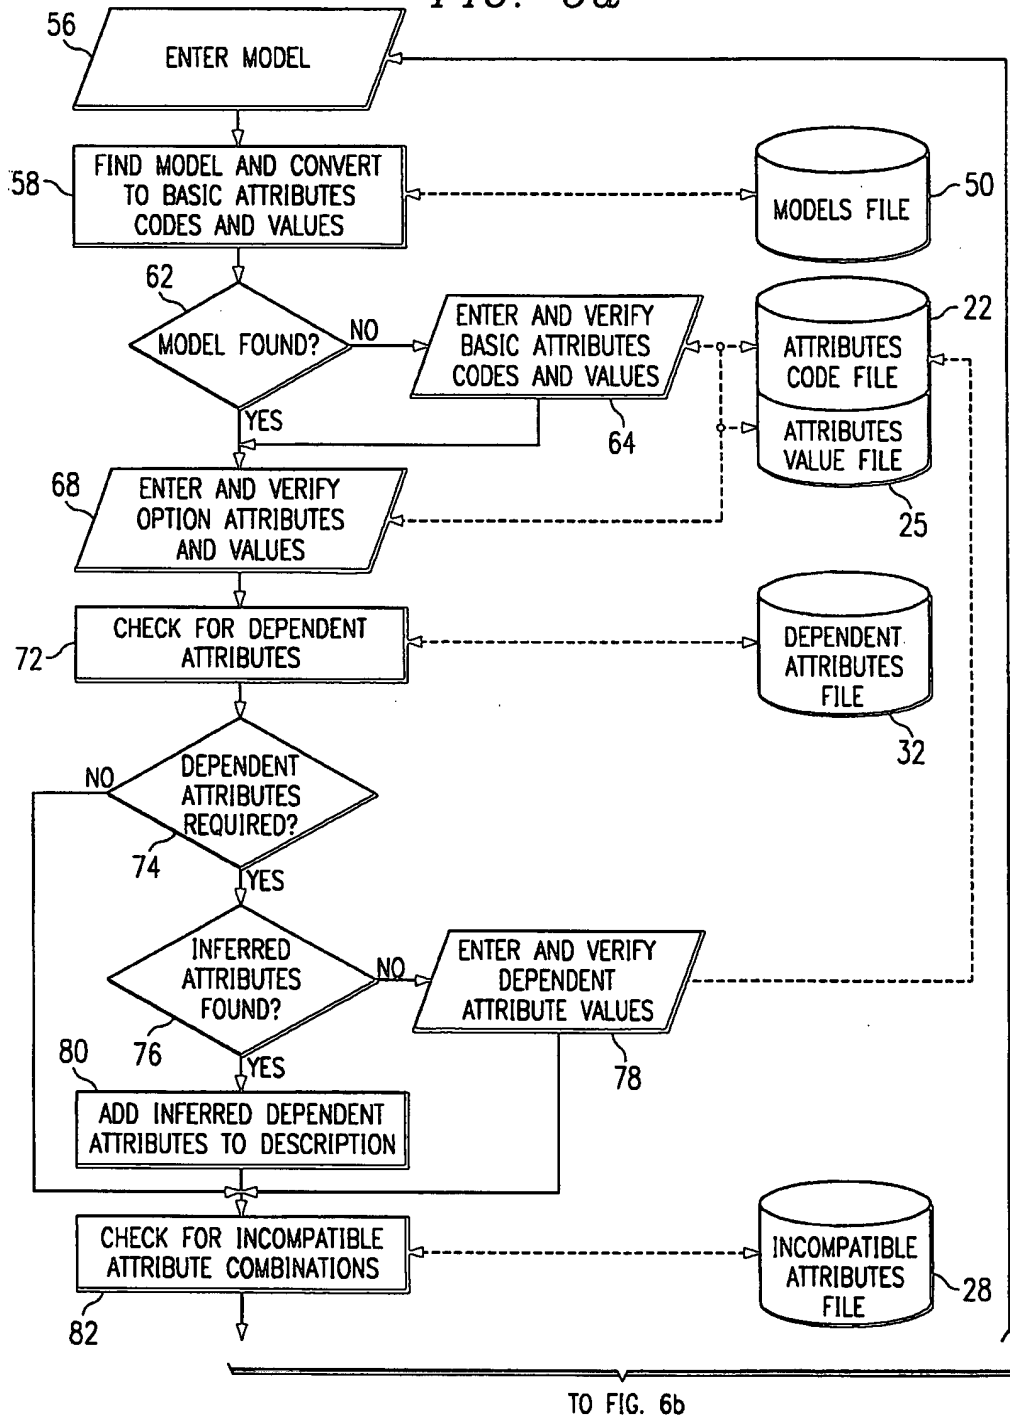 FIG. 6a
56
ENTER MODEL
58
FIND MODEL AND CONVERT
TO BASIC ATTRIBUTES
CODES AND VALUES
MODELS FILE
50
62
MODEL FOUND?
NO
YES
ENTER AND VERIFY
BASIC ATTRIBUTES
CODES AND VALUES
64
22
ATTRIBUTES
CODE FILE
ATTRIBUTES
VALUE FILE
25
68
ENTER AND VERIFY
OPTION ATTRIBUTES
AND VALUES
72
CHECK FOR DEPENDENT
ATTRIBUTES
DEPENDENT
ATTRIBUTES
FILE
32
NO
DEPENDENT
ATTRIBUTES
REQUIRED?
74
YES
INFERRED
ATTRIBUTES
FOUND?
76
NO
YES
ENTER AND VERIFY
DEPENDENT
ATTRIBUTE VALUES
78
80
ADD INFERRED DEPENDENT
ATTRIBUTES TO DESCRIPTION
CHECK FOR INCOMPATIBLE
ATTRIBUTE COMBINATIONS
82
INCOMPATIBLE
ATTRIBUTES
FILE
28
TO FIG. 6b